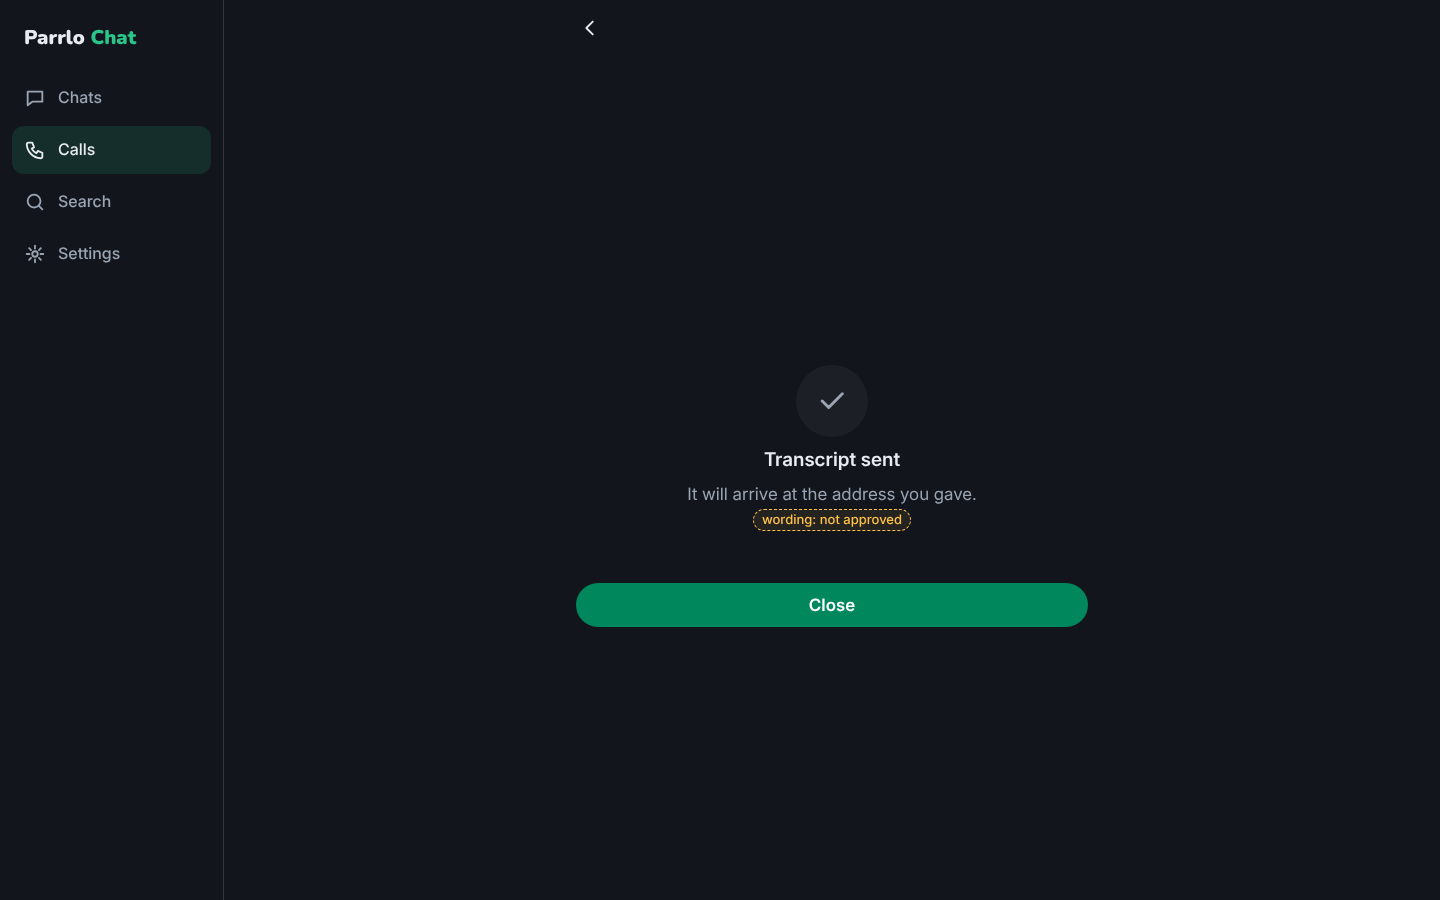 Parrlo Chat
Chats
Calls
Search
Settings
Transcript sent
It will arrive at the address you gave.
wording: not approved
Close